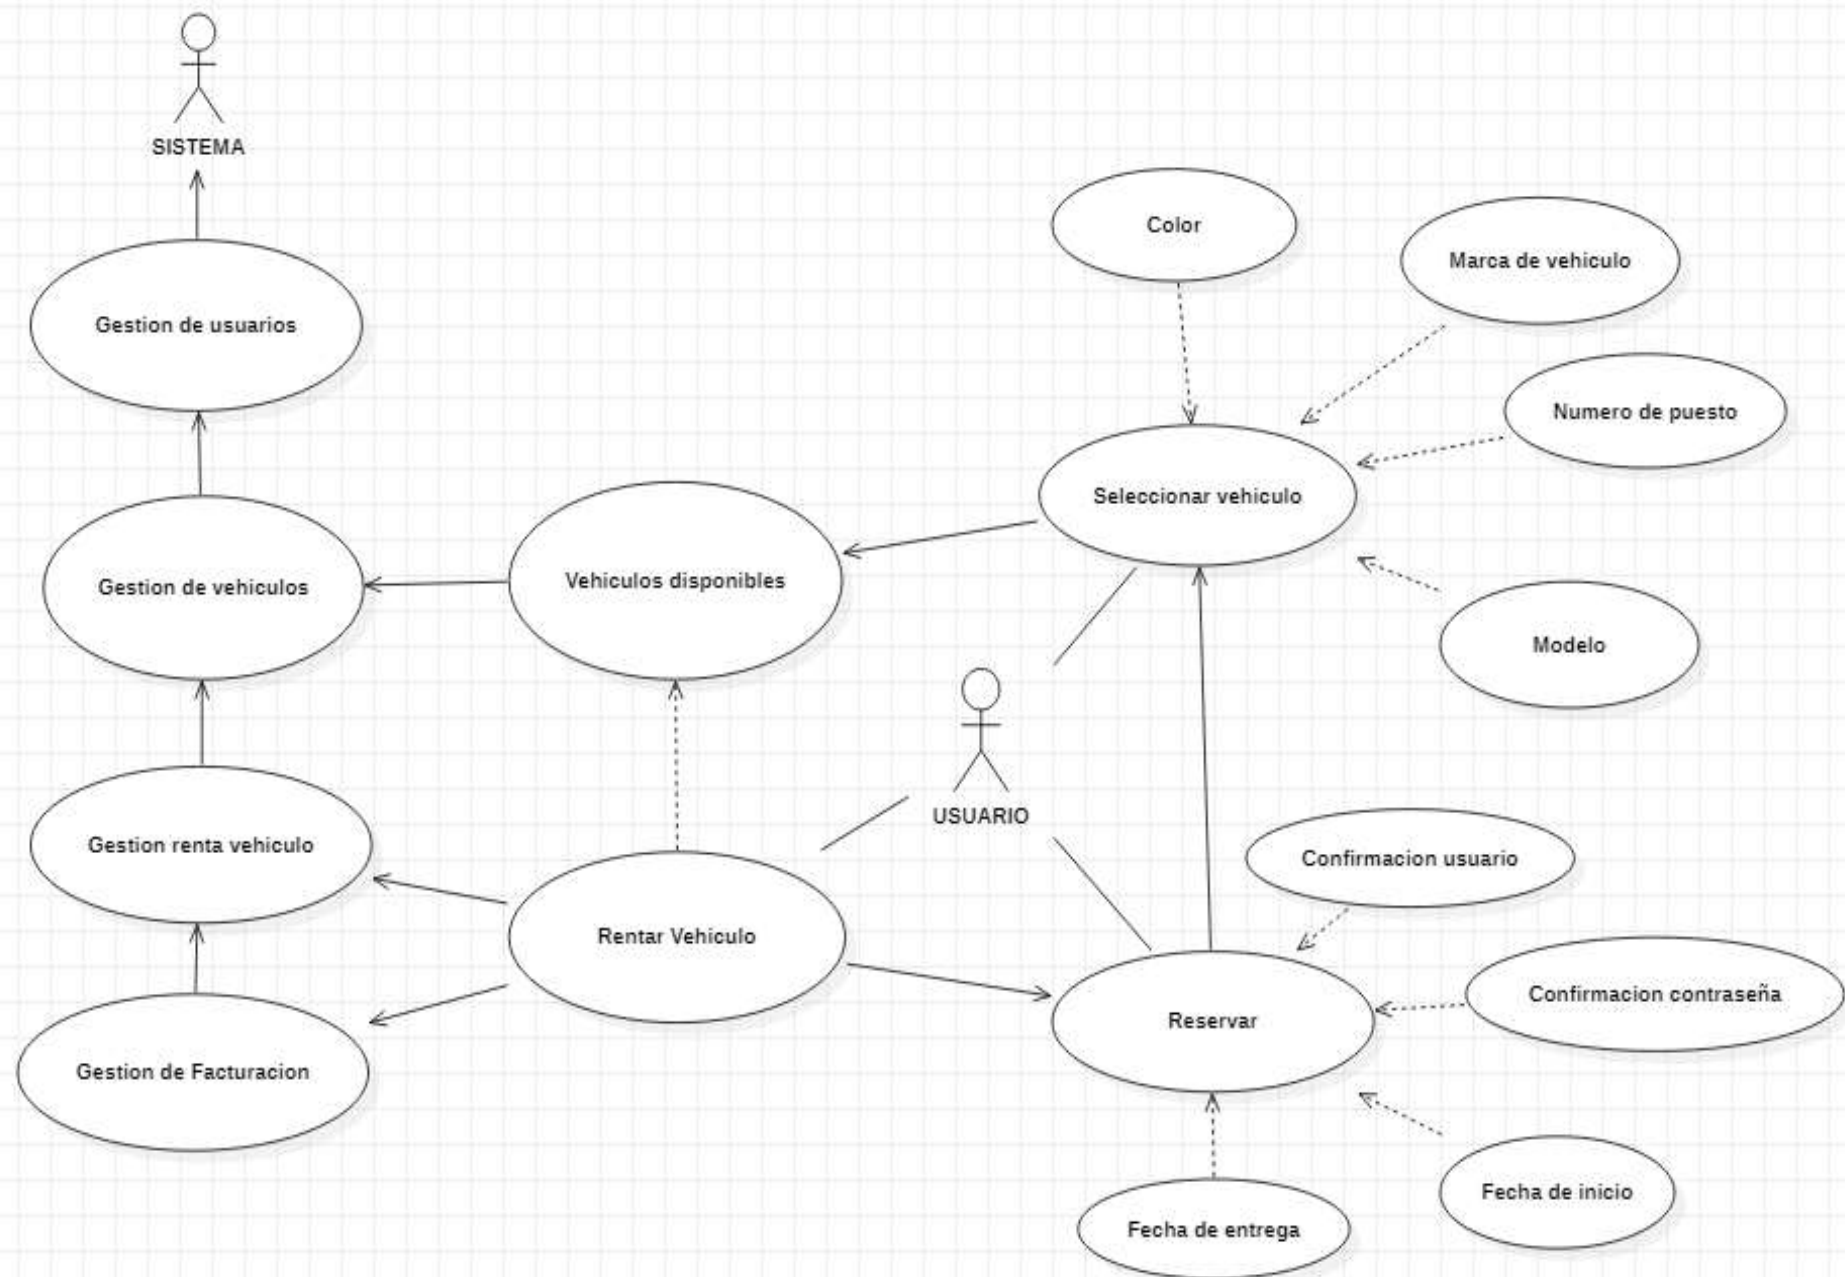 SISTEMA
Color
Marca de vehiculo
Gestion de usuarios
Numero de puesto
Seleccionar vehiculo
Vehiculos disponibles
Gestion de vehiculos
Modelo
USUARIO
Gestion renta vehiculo
Confirmacion usuario
Rentar Vehiculo
Confirmacion contraseña
Reservar
Gestion de Facturacion
Fecha de inicio
Fecha de entrega